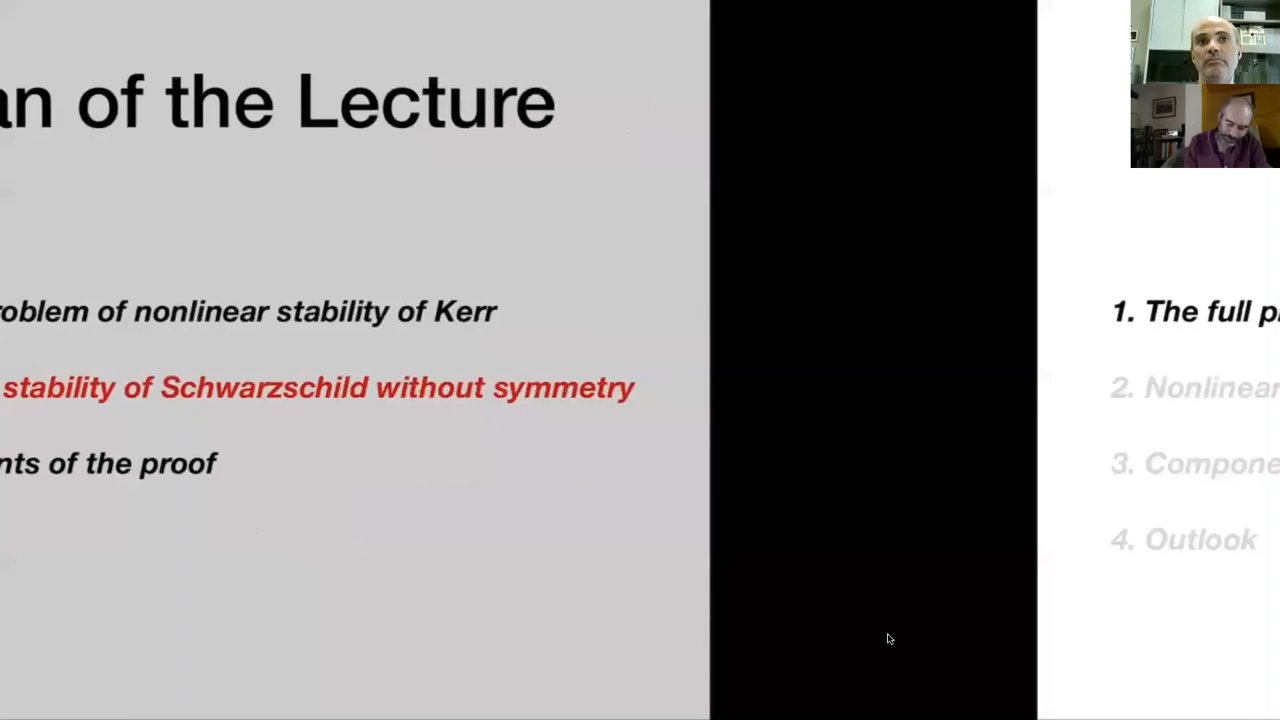 an of the Lecture
roblem of nonlinear stability of Kerr
stability of Schwarzschild without symmetry
nts of the proof
1. The full p
2. Nonlinear
3. Compone
4. Outlook